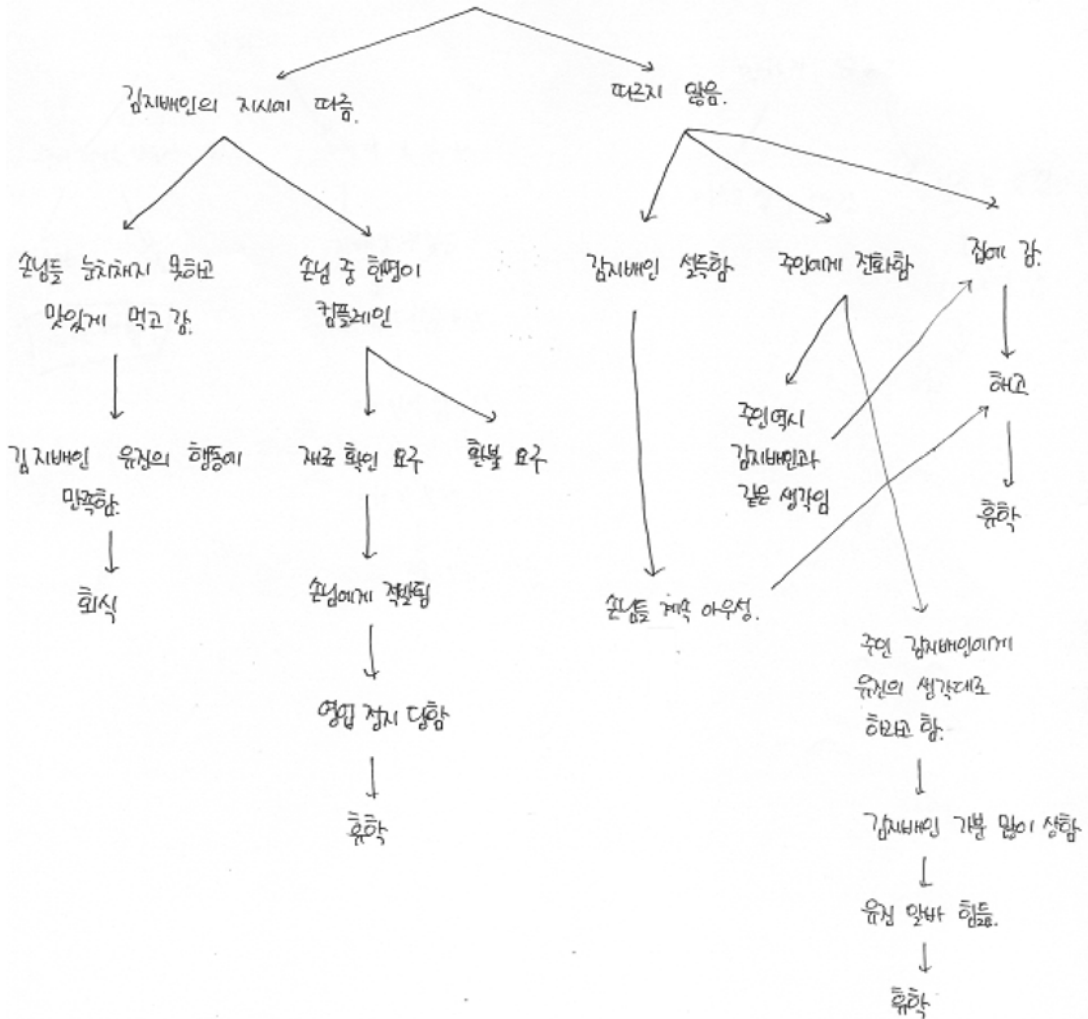 김지배인의 지시에 따름.
따르지 않음.
손님들 눈치채지 못하고
맛있게 먹고 감.
손님 중 한명이
컴플레인
김지배인 설득함
주인에게 전화함
집에 감.
해고
휴학
김지배인 유진의 행동에
만족함.
회식
재료 확인 요구
환불 요구
주인역시
김지배인과
같은 생각임
손님에게 적발됨
손님들 계속 아우성.
영업 정지 당함
휴학
주인 김지배인에게
유진의 생각대로
하라고 함.
김지배인 기분 많이 상함
유진 알바 힘듦.
휴학